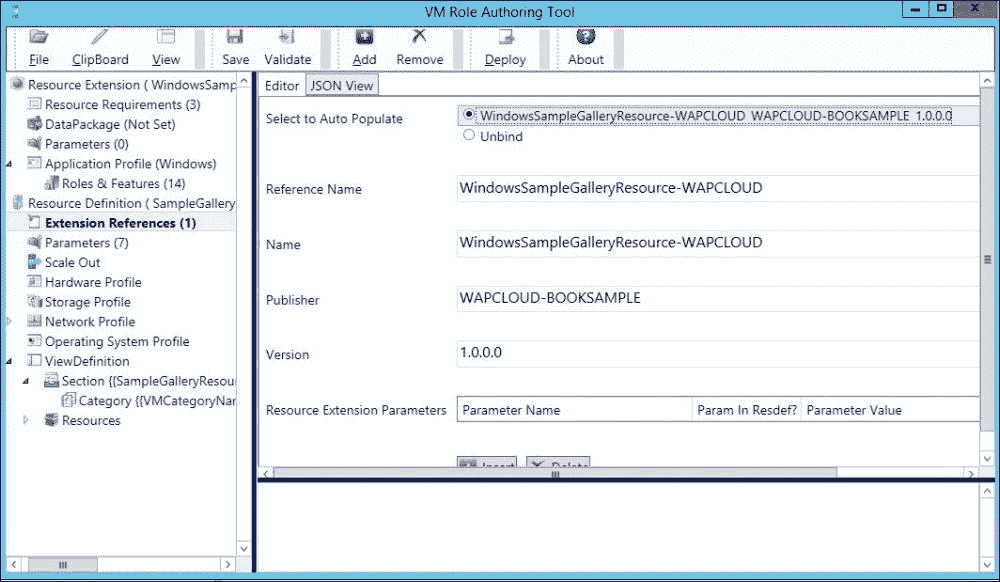 VM Role Authoring Tool
File ClipBoard View Save Validate Add Remove Deploy About
Resource Extension ( WindowsSamp
Resource Requirements (3)
DataPackage (Not Set)
Parameters (0)
Application Profile (Windows)
Roles & Features (14)
Resource Definition ( SampleGallery
Extension References (1)
Parameters (7)
Scale Out
Hardware Profile
Storage Profile
Network Profile
Operating System Profile
ViewDefinition
Section {{SampleGalleryResou
Category {{VMCategoryNar
Resources
Editor JSON View
Select to Auto Populate
WindowsSampleGalleryResource-WAPCLOUD WAPCLOUD-BOOKSAMPLE 1.0.0.0
Unbind
Reference Name WindowsSampleGalleryResource-WAPCLOUD
Name WindowsSampleGalleryResource-WAPCLOUD
Publisher WAPCLOUD-BOOKSAMPLE
Version 1.0.0.0
Resource Extension Parameters Parameter Name Param In Resdef? Parameter Value
Insert Delete